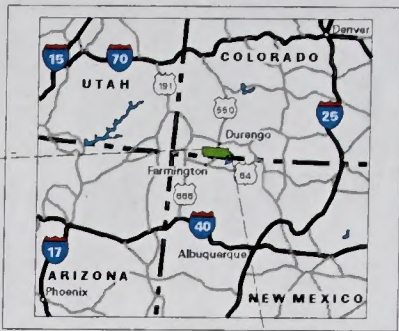 Denver
15
70
COLORADO
UTAH
191
550
25
Durango
Farmington
64
666
40
17
Albuquerque
ARIZONA
Phoenix
NEW MEXICO